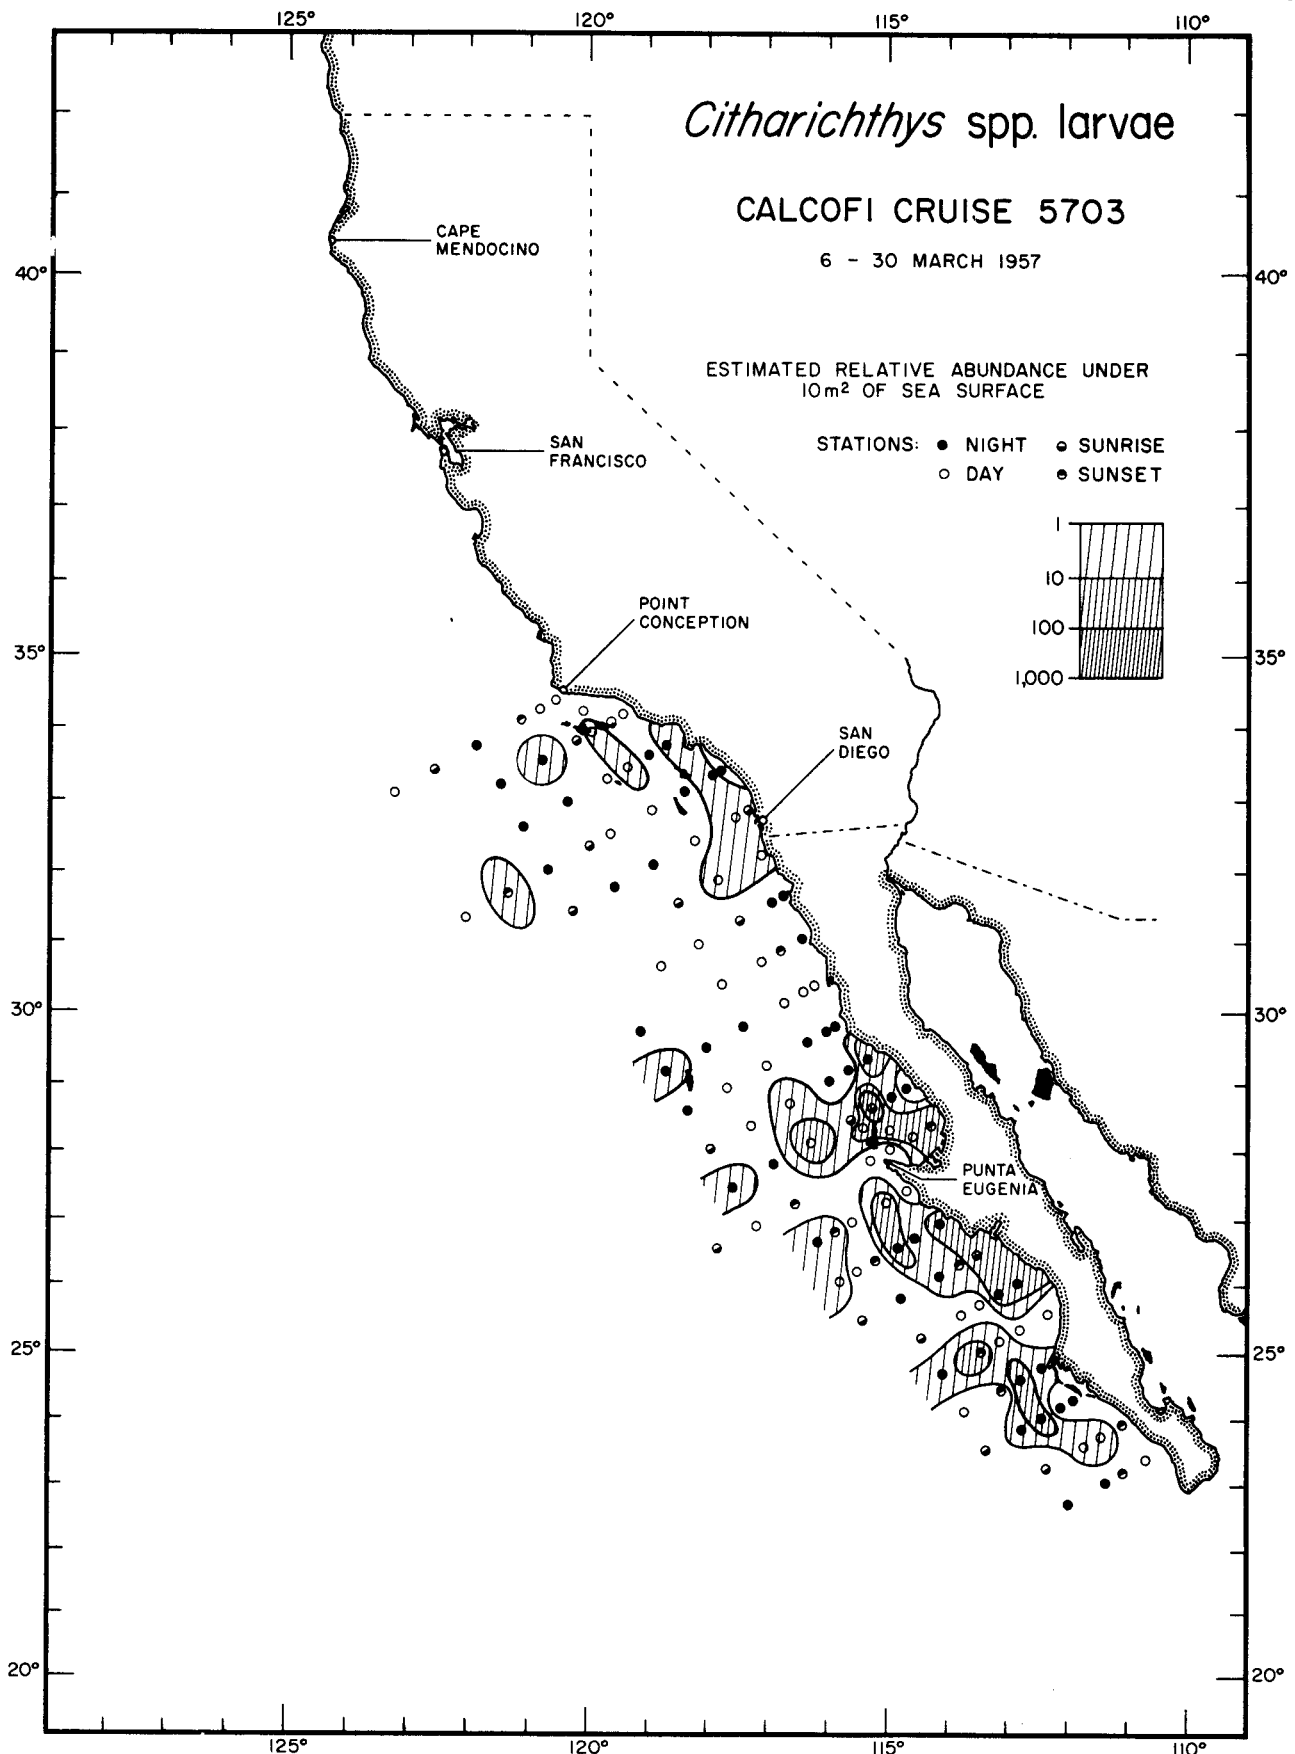 125° 120° 115° 110°
Citharichthys spp. larvae
CALCOFI CRUISE 5703
6 - 30 MARCH 1957
CAPE
MENDOCINO
40° 40°
ESTIMATED RELATIVE ABUNDANCE UNDER
10m² OF SEA SURFACE
STATIONS: ● NIGHT ◒ SUNRISE
○ DAY ◓ SUNSET
SAN
FRANCISCO
1
10
100
1,000
POINT
CONCEPTION
35° 35°
SAN
DIEGO
30° 30°
PUNTA
EUGENIA
25° 25°
20° 20°
125° 120° 115° 110°